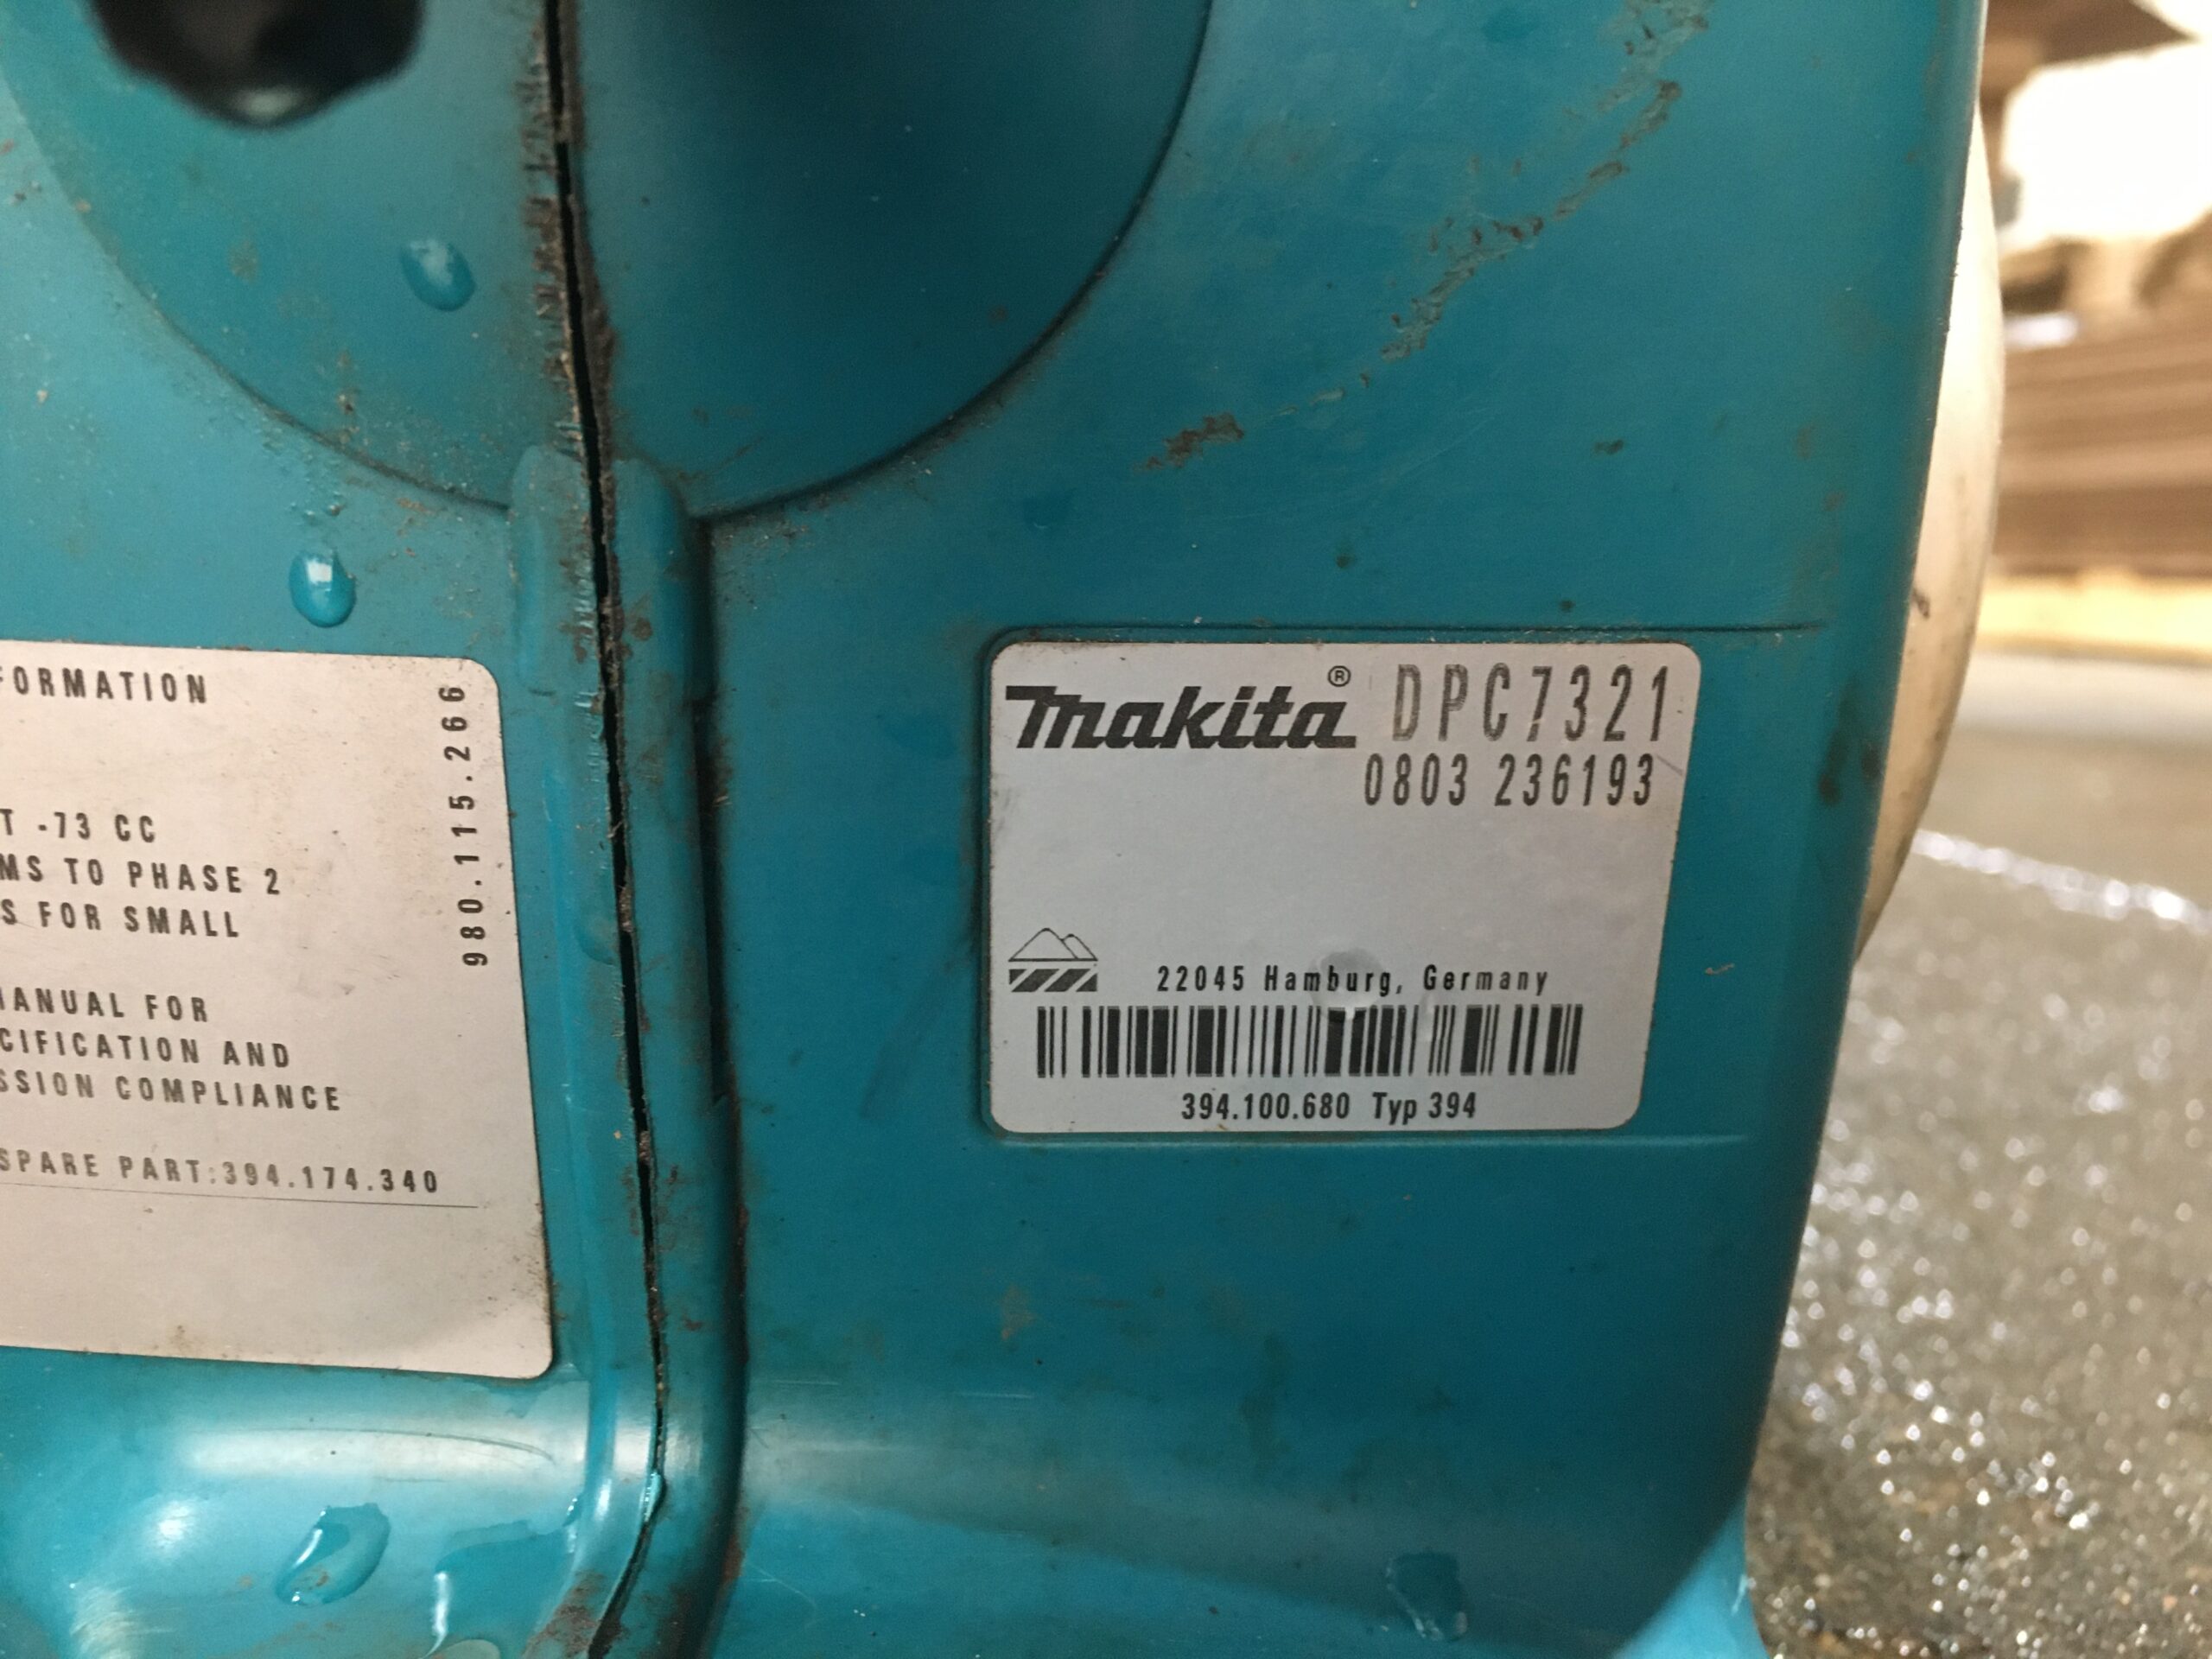 FORMATION
980.115.266
T -73 CC
MS TO PHASE 2
S FOR SMALL
MANUAL FOR
CIFICATION AND
SSION COMPLIANCE
SPARE PART:394.174.340
makita® DPC7321
0803 236193
22045 Hamburg, Germany
394.100.680 Typ 394